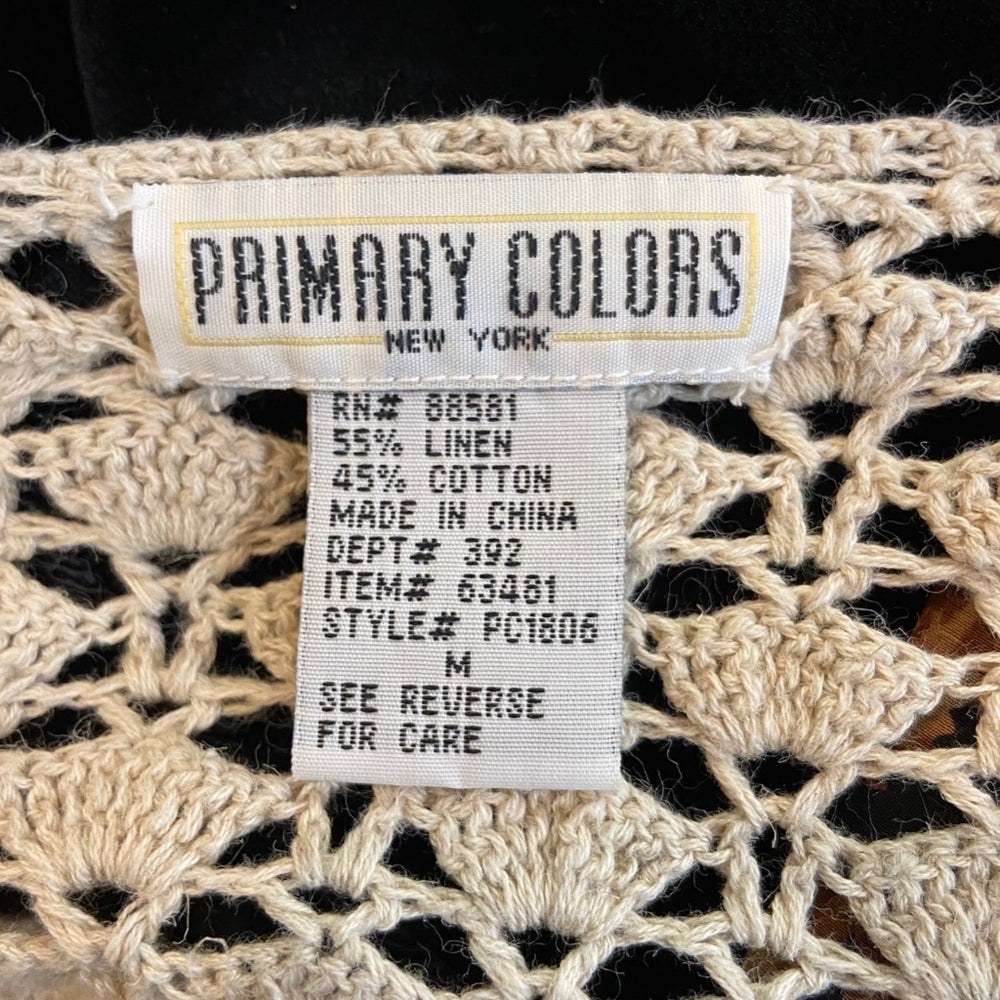 PRIMARY COLORS
NEW YORK
RN# 88581
55% LINEN
45% COTTON
MADE IN CHINA
DEPT# 392
ITEM# 63481
STYLE# PC1806
M
SEE REVERSE
FOR CARE